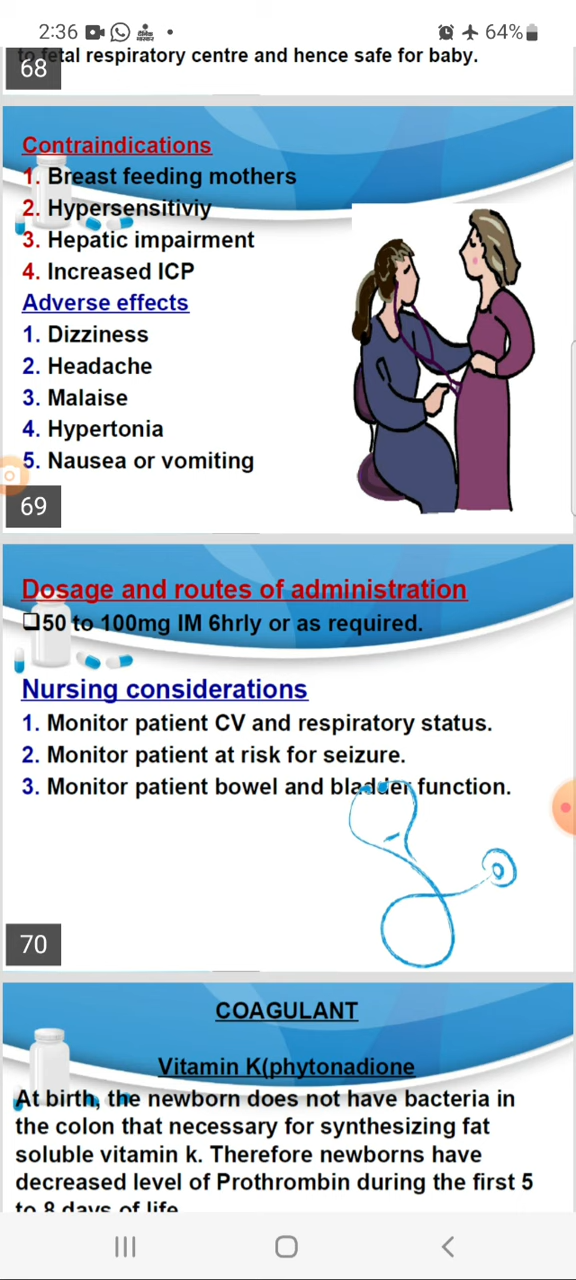 2:36
64%
to fetal respiratory centre and hence safe for baby.
68
Contraindications
1. Breast feeding mothers
2. Hypersensitiviy
3. Hepatic impairment
4. Increased ICP
Adverse effects
1. Dizziness
2. Headache
3. Malaise
4. Hypertonia
5. Nausea or vomiting
69
Dosage and routes of administration
❑50 to 100mg IM 6hrly or as required.
Nursing considerations
1. Monitor patient CV and respiratory status.
2. Monitor patient at risk for seizure.
3. Monitor patient bowel and bladder function.
70
COAGULANT
Vitamin K(phytonadione
At birth, the newborn does not have bacteria in
the colon that necessary for synthesizing fat
soluble vitamin k. Therefore newborns have
decreased level of Prothrombin during the first 5
to 8 days of life